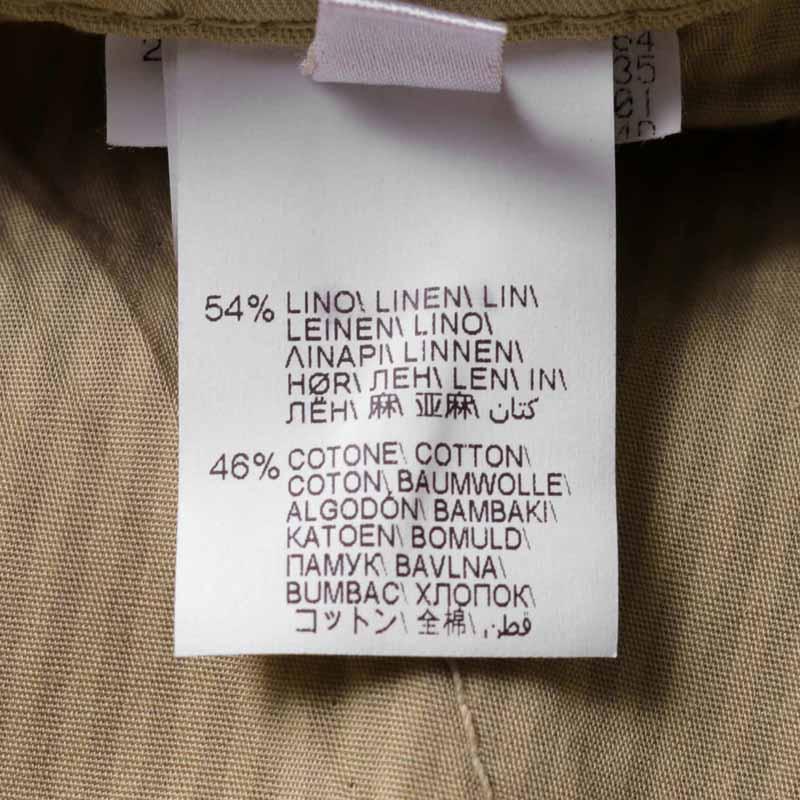 54% LINO\ LINEN\ LIN\
LEINEN\ LINO\
ΛINAPI\ LINNEN\
HØR\ ЛЕН\ LEN\ IN\
ЛЁН\ 麻\ 亚麻\ كتان
46% COTONE\ COTTON\
COTON\ BAUMWOLLE\
ALGODÓN\ BAMBAKI\
KATOEN\ BOMULD\
ПАМУК\ BAVLNA\
BUMBAC\ ХЛОПОК\
コットン\ 全棉\ قطن